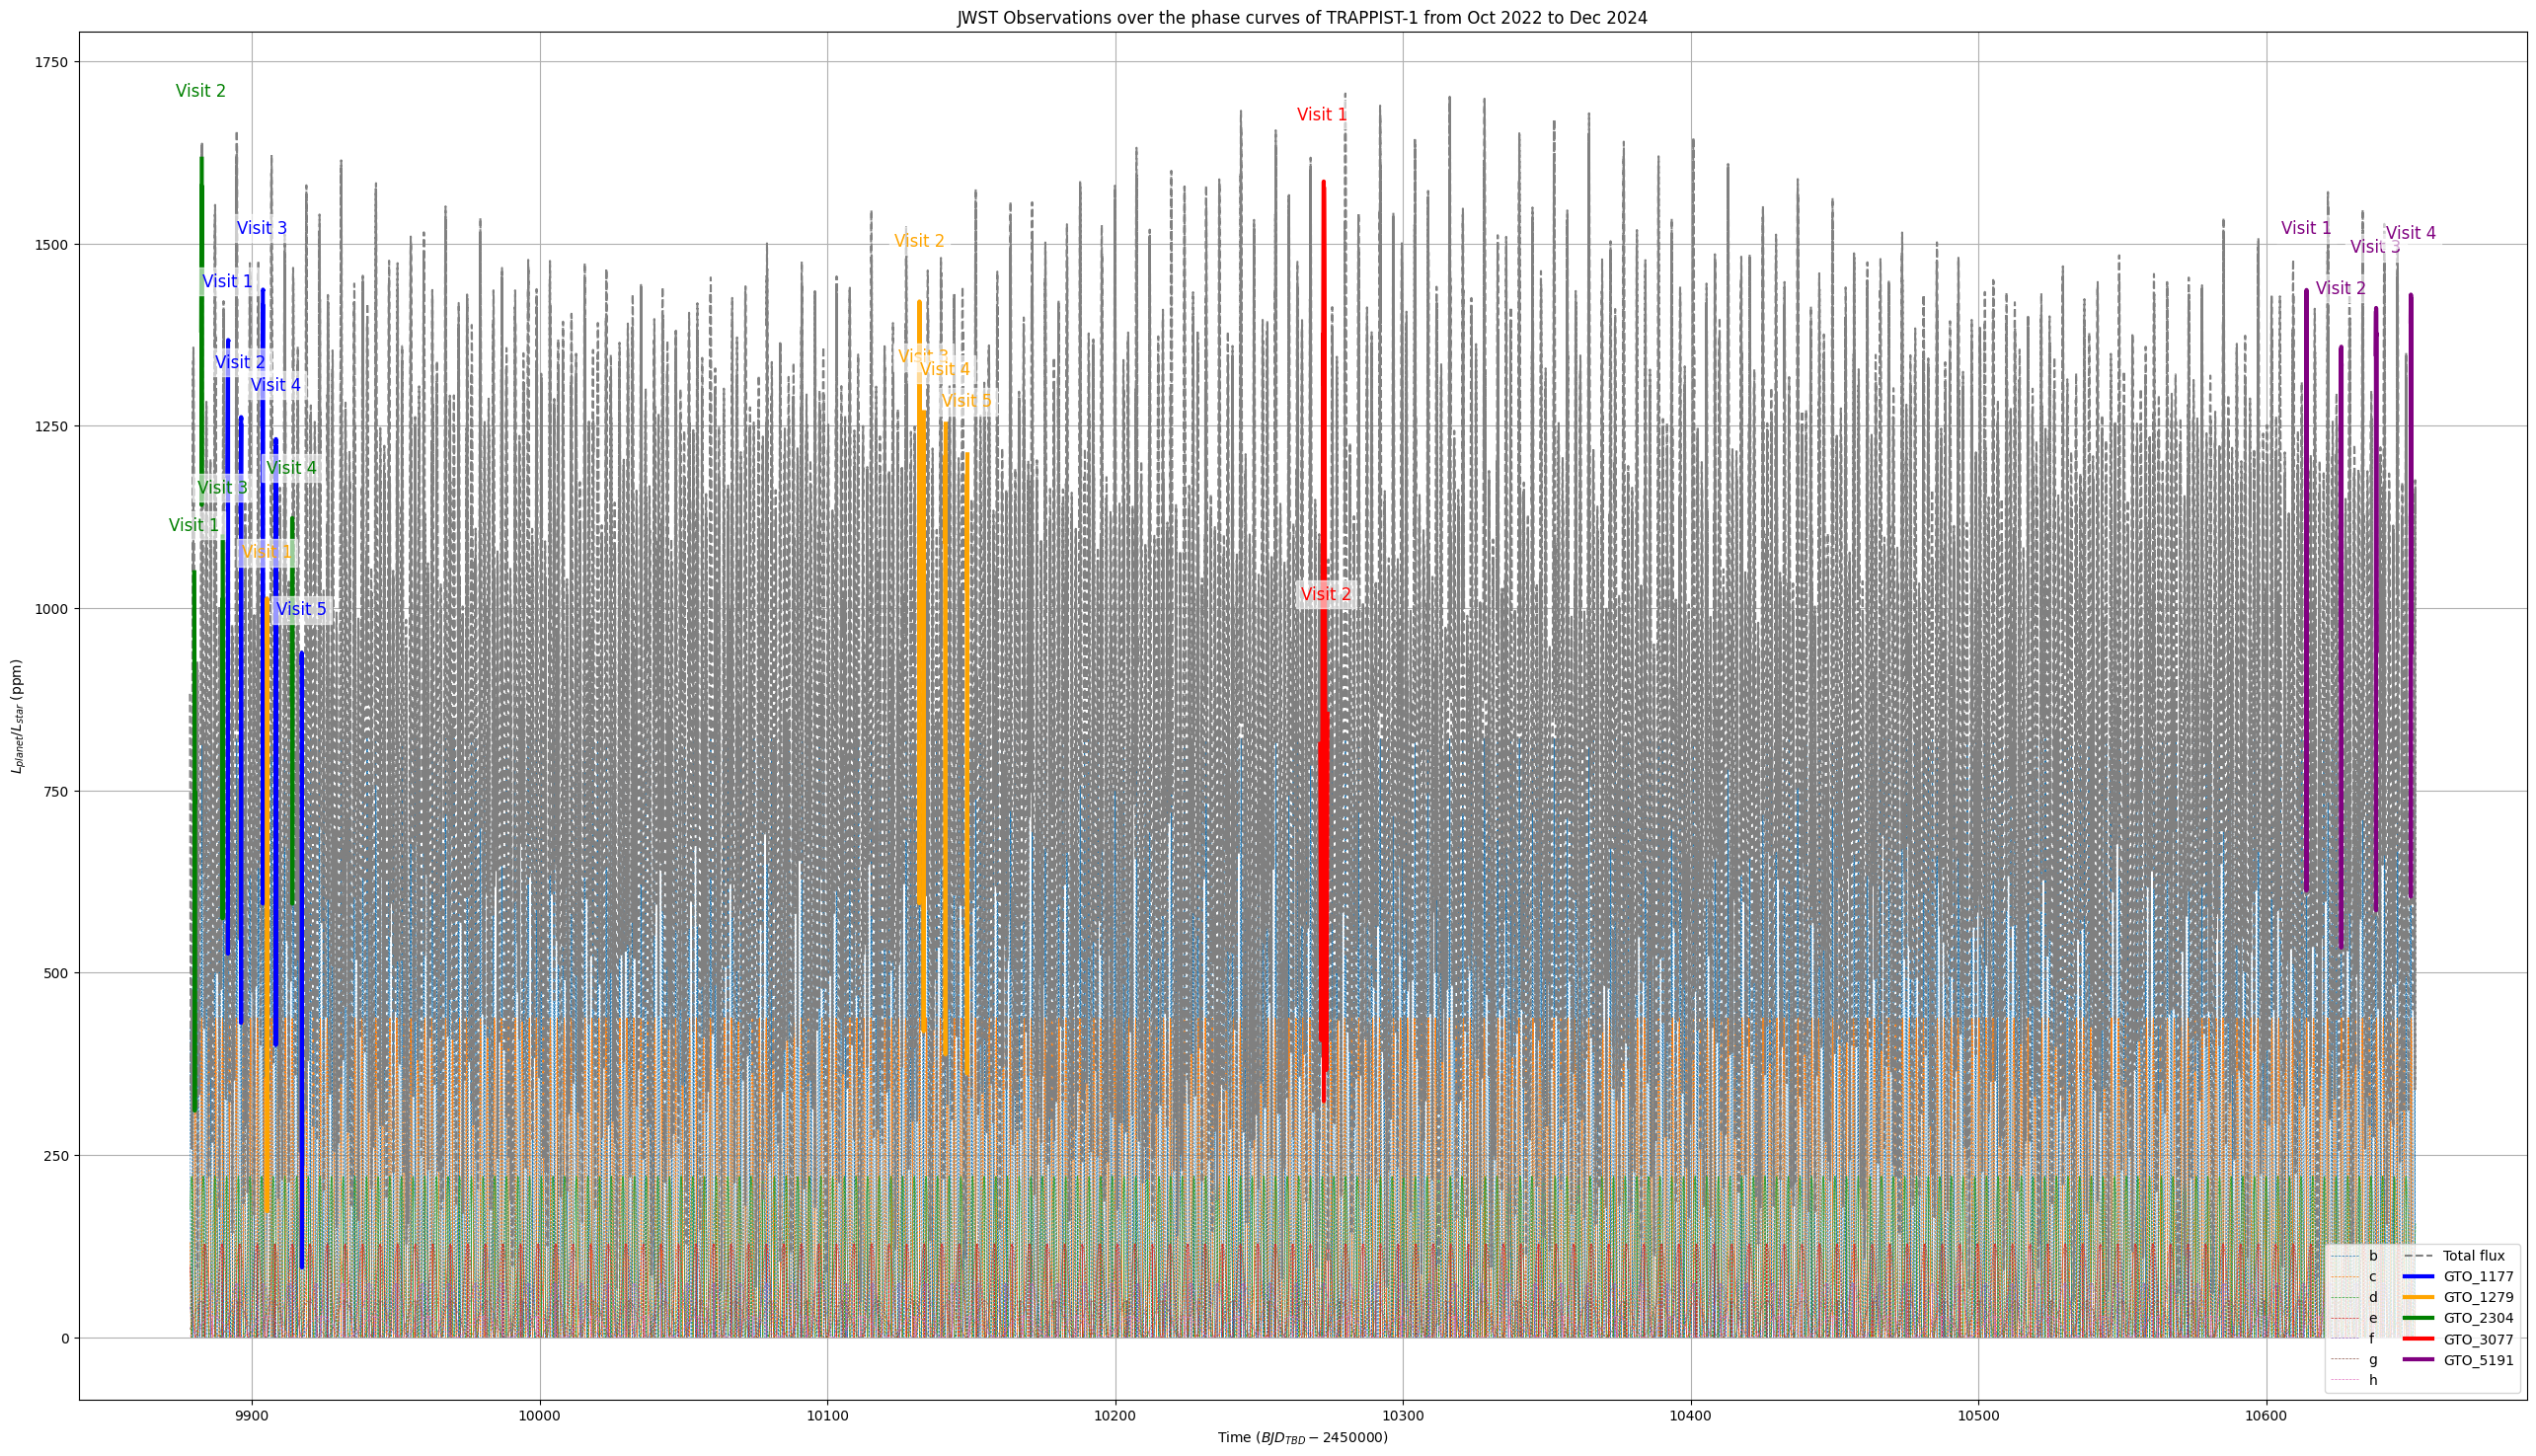 JWST Observations over the phase curves of TRAPPIST-1 from Oct 2022 to Dec 2024
1750
1500
1250
1000
750
500
250
0
L_planet/L_star (ppm)
Visit 2
Visit 3
Visit 1
Visit 2
Visit 4
Visit 4
Visit 3
Visit 1
Visit 1
Visit 5
Visit 2
Visit 3
Visit 4
Visit 5
Visit 1
Visit 2
Visit 1
Visit 4
Visit 3
Visit 2
b
c
d
e
f
g
h
Total flux
GTO_1177
GTO_1279
GTO_2304
GTO_3077
GTO_5191
9900
10000
10100
10200
10300
10400
10500
10600
Time (BJD_TBD − 2450000)